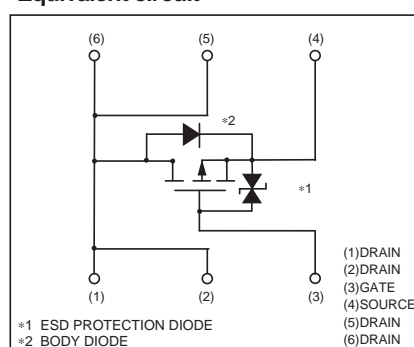 Equivalent circuit
(6) (5) (4)
∗2
∗1
(1) (2) (3)
(1)DRAIN
(2)DRAIN
(3)GATE
(4)SOURCE
(5)DRAIN
(6)DRAIN
∗1 ESD PROTECTION DIODE
∗2 BODY DIODE